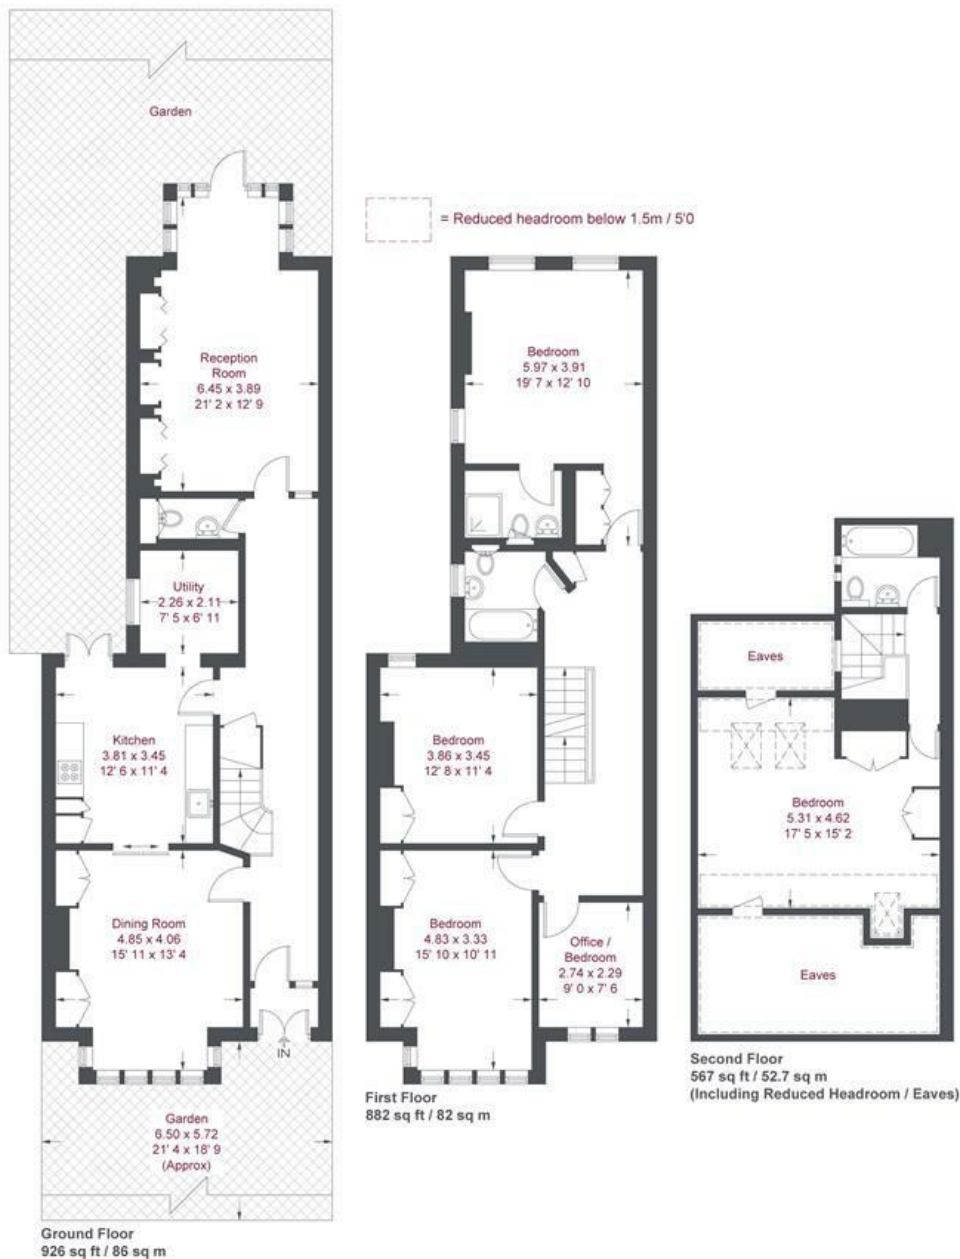 Garden
= Reduced headroom below 1.5m / 5'0
Reception
Room
6.45 x 3.89
21' 2 x 12' 9
Utility
2.26 x 2.11
7' 5 x 6' 11
Kitchen
3.81 x 3.45
12' 6 x 11' 4
Dining Room
4.85 x 4.06
15' 11 x 13' 4
IN
Garden
6.50 x 5.72
21' 4 x 18' 9
(Approx)
Ground Floor
926 sq ft / 86 sq m
Bedroom
5.97 x 3.91
19' 7 x 12' 10
Bedroom
3.86 x 3.45
12' 8 x 11' 4
Bedroom
4.83 x 3.33
15' 10 x 10' 11
Office /
Bedroom
2.74 x 2.29
9' 0 x 7' 6
First Floor
882 sq ft / 82 sq m
Eaves
Bedroom
5.31 x 4.62
17' 5 x 15' 2
Eaves
Second Floor
567 sq ft / 52.7 sq m
(Including Reduced Headroom / Eaves)